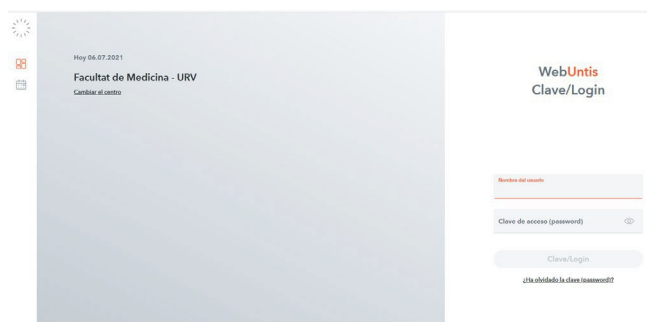 Hoy 06.07.2021
Facultat de Medicina - URV
Cambiar el centro
WebUntis
Clave/Login
Nombre del usuario
Clave de acceso (password)
Clave/Login
¿Ha olvidado la clave (password)?